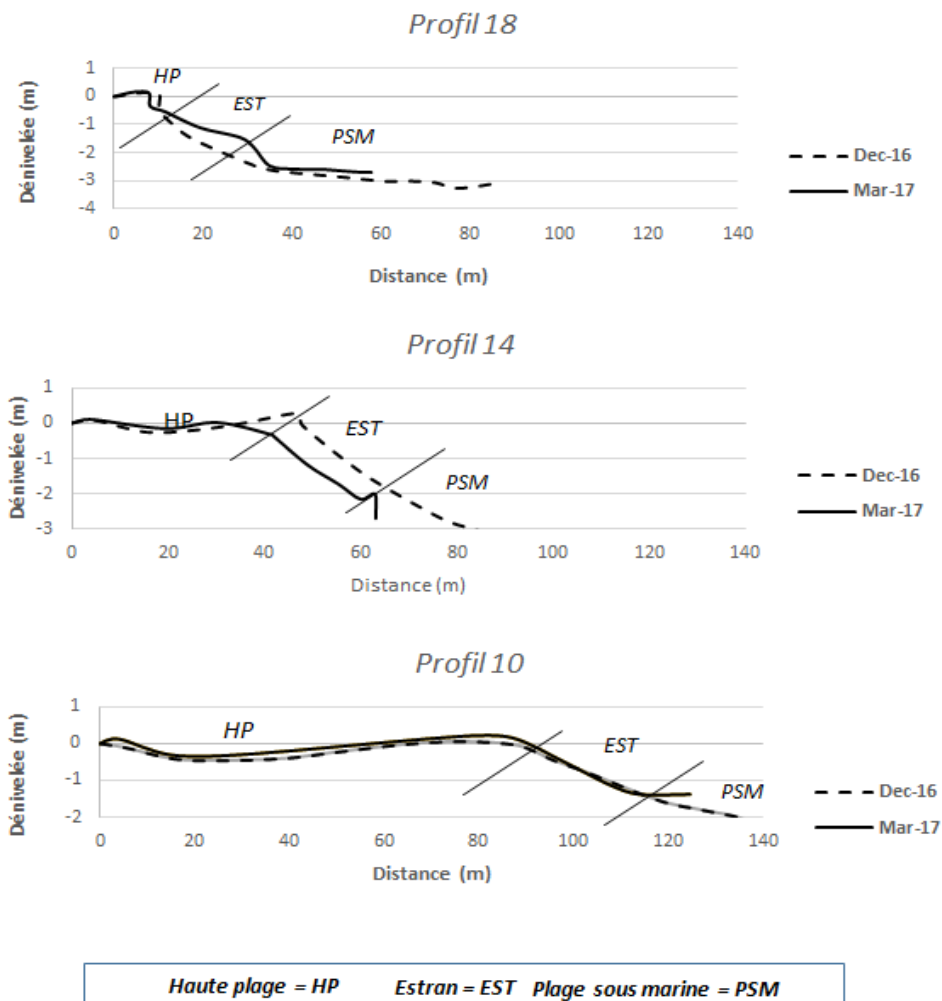 Profil 18
1
0
-1
-2
-3
-4
Dénivelée (m)
HP
EST
PSM
0 20 40 60 80 100 120 140
Distance (m)
Dec-16
Mar-17
Profil 14
1
0
-1
-2
-3
Dénivelée (m)
HP
EST
PSM
0 20 40 60 80 100 120 140
Distance (m)
Dec-16
Mar-17
Profil 10
1
0
-1
-2
Dénivelée (m)
HP
EST
PSM
0 20 40 60 80 100 120 140
Distance (m)
Dec-16
Mar-17
Haute plage = HP Estran = EST Plage sous marine = PSM